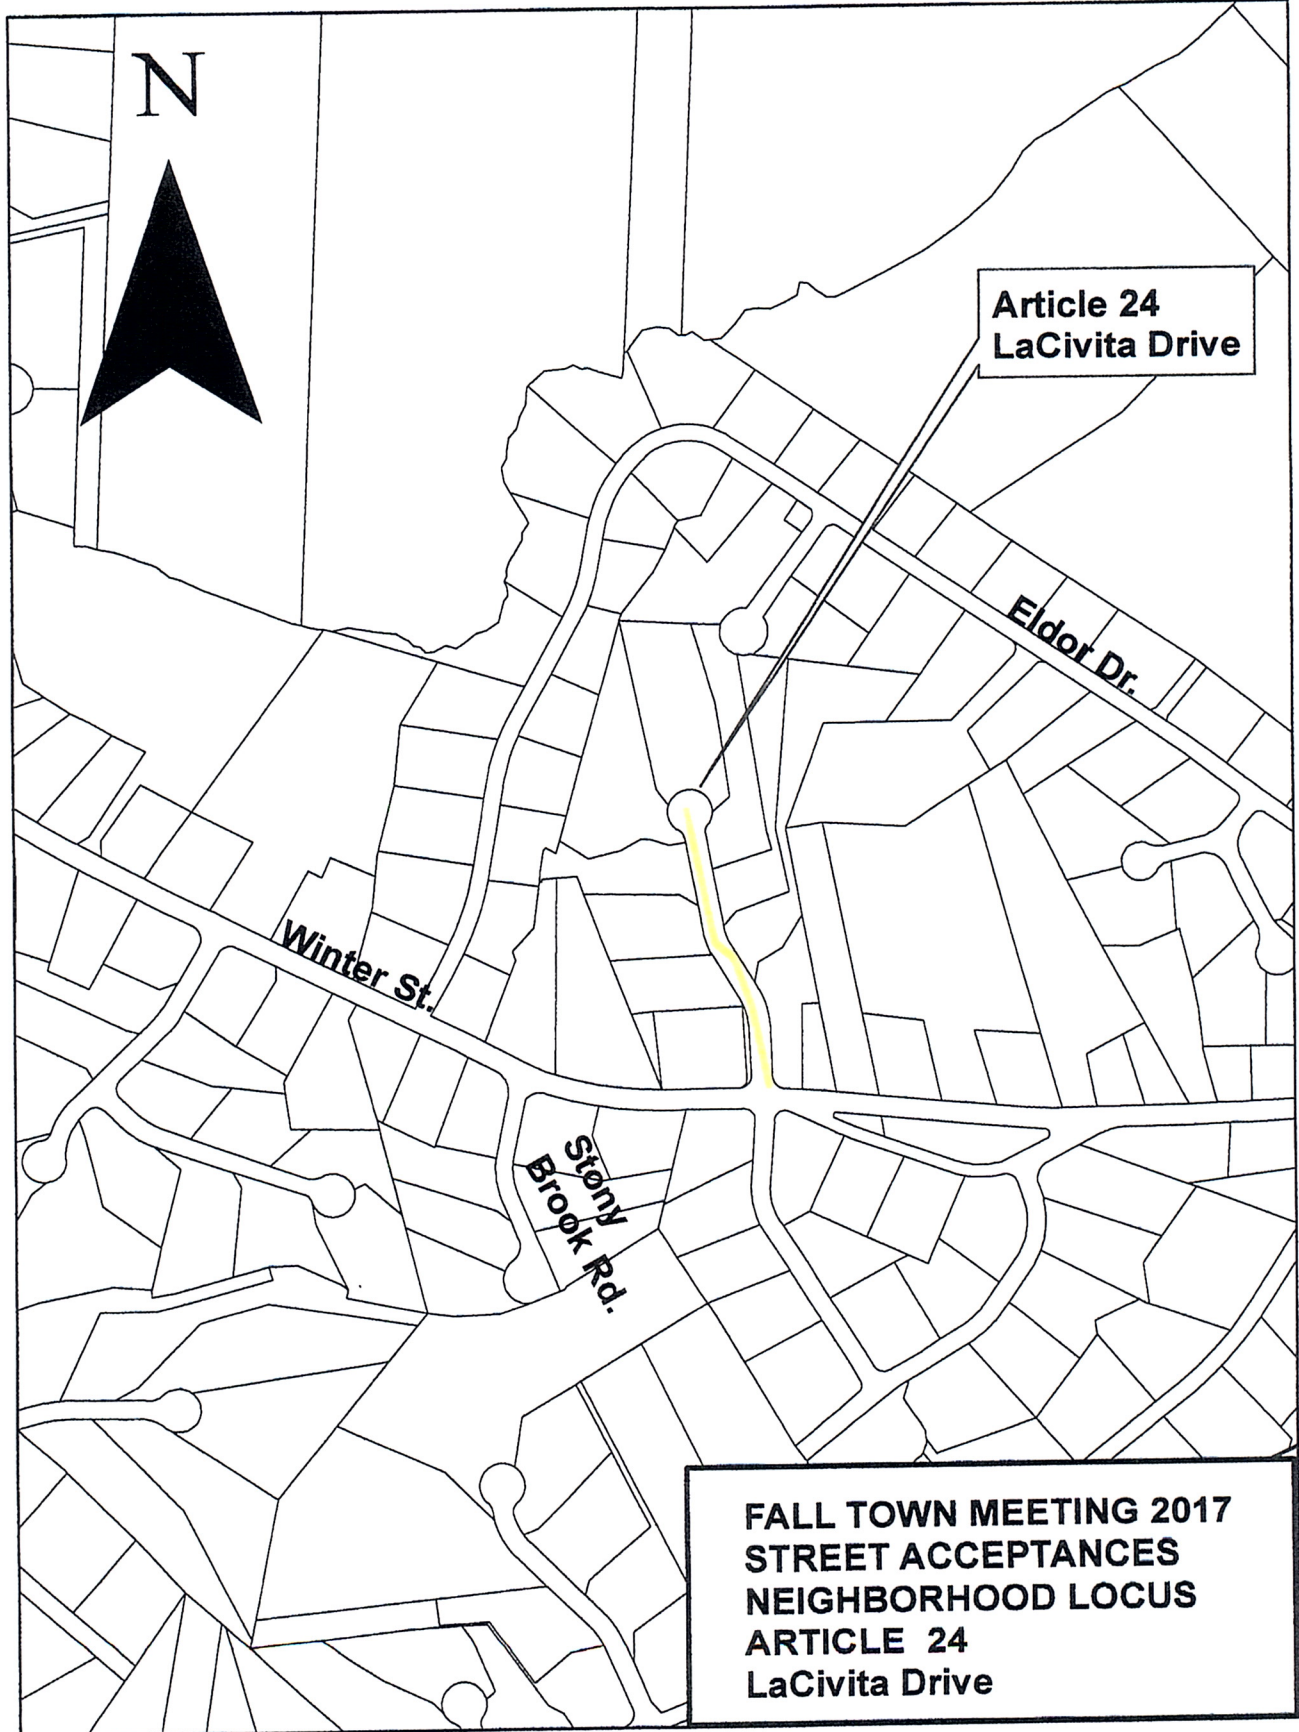 N
Article 24
LaCivita Drive
Eldor Dr.
Winter St.
Stony
Brook Rd.
FALL TOWN MEETING 2017
STREET ACCEPTANCES
NEIGHBORHOOD LOCUS
ARTICLE 24
LaCivita Drive